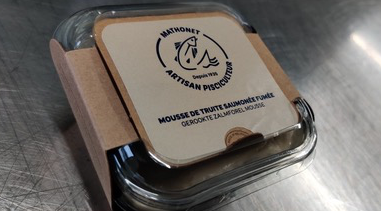 MATHONET
Depuis 1935
ARTISAN PISCICULTEUR
MOUSSE DE TRUITE SAUMONÉE FUMÉE
GEROOKTE ZALMFOREL MOUSSE